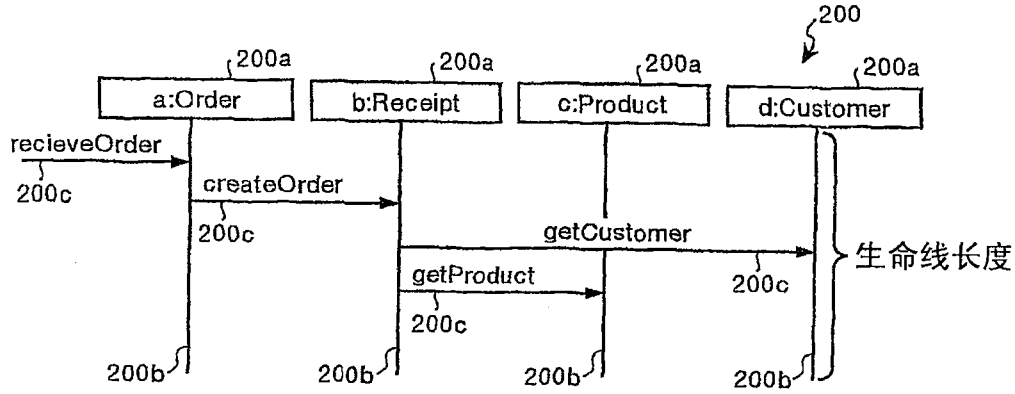 200
200a
200a
200a
200a
a:Order
b:Receipt
c:Product
d:Customer
recieveOrder
200c
createOrder
200c
getCustomer
200c
生命线长度
getProduct
200c
200b
200b
200b
200b